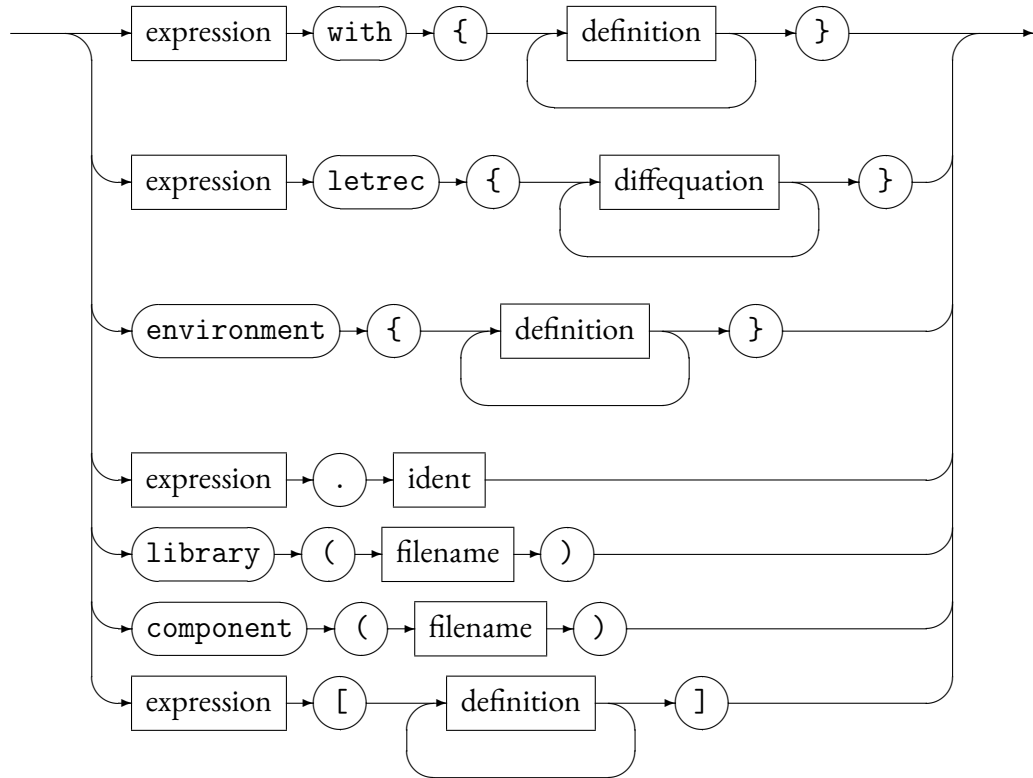 expression with { definition }
expression letrec { diffequation }
environment { definition }
expression . ident
library ( filename )
component ( filename )
expression [ definition ]